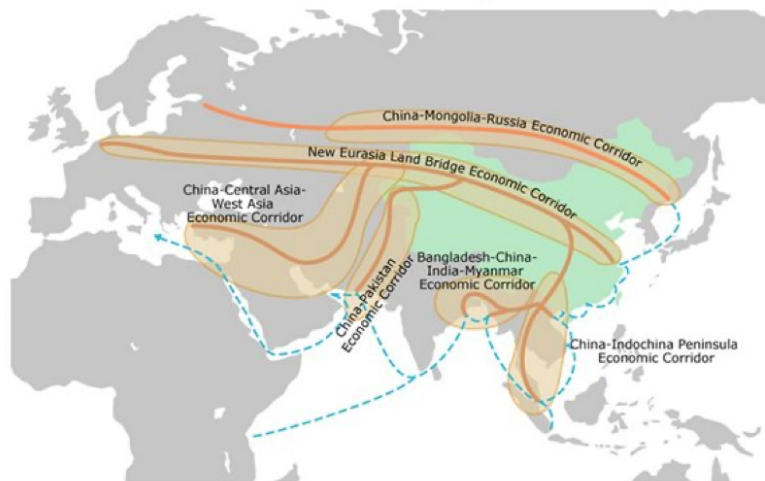 China-Mongolia-Russia Economic Corridor
New Eurasia Land Bridge Economic Corridor
China-Central Asia-
West Asia
Economic Corridor
China-Pakistan
Economic Corridor
Bangladesh-China-
India-Myanmar
Economic Corridor
China-Indochina Peninsula
Economic Corridor